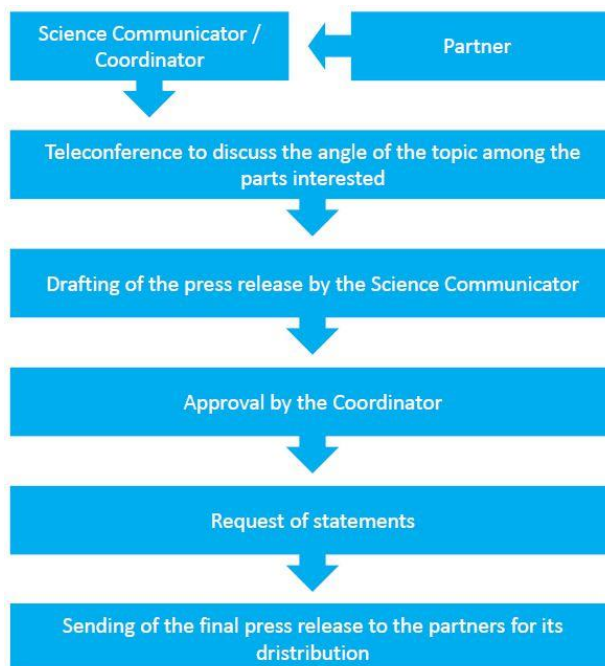 Science Communicator /
Coordinator
Partner
Teleconference to discuss the angle of the topic among the
parts interested
Drafting of the press release by the Science Communicator
Approval by the Coordinator
Request of statements
Sending of the final press release to the partners for its
dristribution